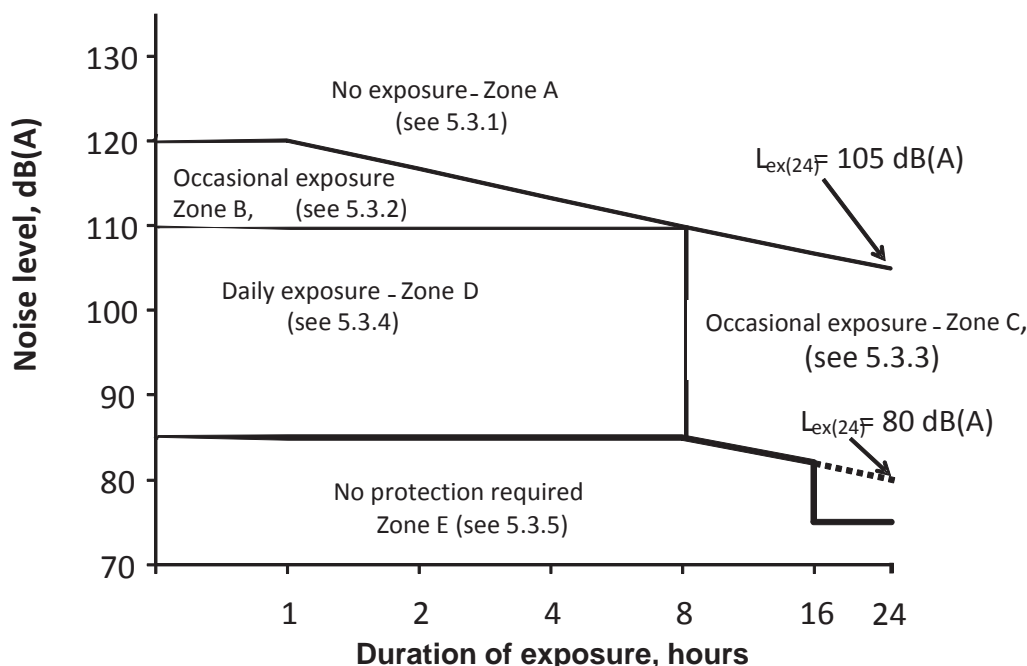 Noise level, dB(A)
130
120
110
100
90
80
70
No exposure - Zone A
(see 5.3.1)
Lex(24)= 105 dB(A)
Occasional exposure
Zone B, (see 5.3.2)
Daily exposure - Zone D
(see 5.3.4)
Occasional exposure - Zone C,
(see 5.3.3)
Lex(24)= 80 dB(A)
No protection required
Zone E (see 5.3.5)
1 2 4 8 16 24
Duration of exposure, hours